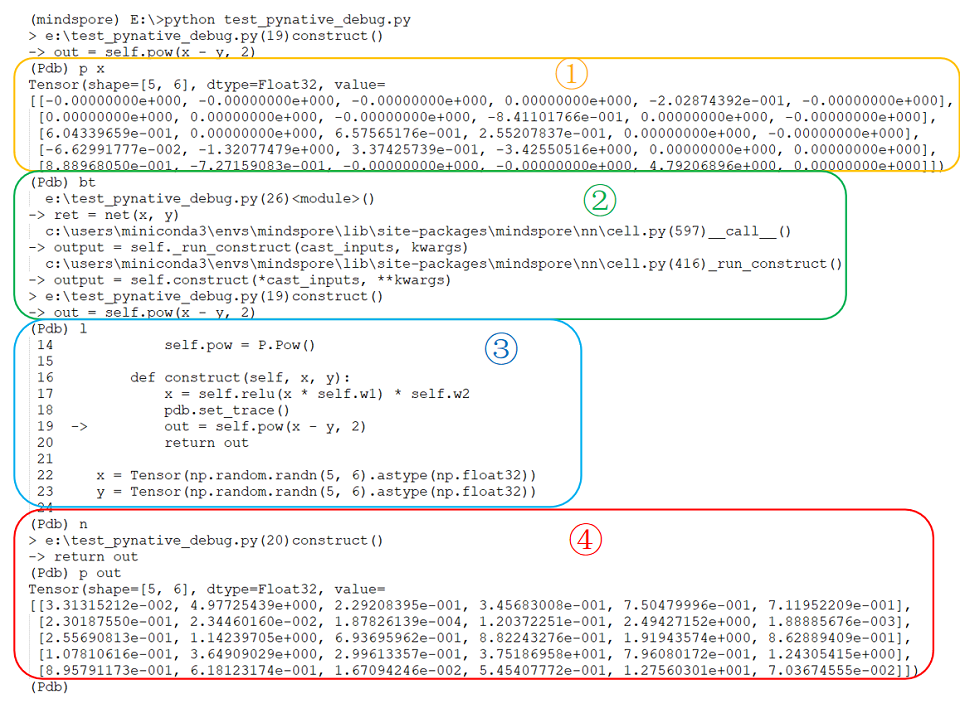 (mindspore) E:\>python test_pynative_debug.py
> e:\test_pynative_debug.py(19)construct()
-> out = self.pow(x - y, 2)
(Pdb) p x
①
Tensor(shape=[5, 6], dtype=Float32, value=
[[-0.00000000e+000, -0.00000000e+000, -0.00000000e+000, 0.00000000e+000, -2.02874392e-001, -0.00000000e+000],
[0.00000000e+000, 0.00000000e+000, -0.00000000e+000, -8.41101766e-001, 0.00000000e+000, -0.00000000e+000],
[6.04339659e-001, 0.00000000e+000, 6.57565176e-001, 2.55207837e-001, 0.00000000e+000, -0.00000000e+000],
[-6.62991777e-002, -1.32077479e+000, 3.37425739e-001, -3.42550516e+000, 0.00000000e+000, 0.00000000e+000],
[8.88968050e-001, -7.27159083e-001, -0.00000000e+000, -0.00000000e+000, 4.79206896e+000, 0.00000000e+000]])
(Pdb) bt
②
e:\test_pynative_debug.py(26)<module>()
-> ret = net(x, y)
c:\users\miniconda3\envs\mindspore\lib\site-packages\mindspore\nn\cell.py(597)__call__()
-> output = self._run_construct(cast_inputs, kwargs)
c:\users\miniconda3\envs\mindspore\lib\site-packages\mindspore\nn\cell.py(416)_run_construct()
-> output = self.construct(*cast_inputs, **kwargs)
> e:\test_pynative_debug.py(19)construct()
-> out = self.pow(x - y, 2)
(Pdb) l
③
14 self.pow = P.Pow()
15
16 def construct(self, x, y):
17 x = self.relu(x * self.w1) * self.w2
18 pdb.set_trace()
19 -> out = self.pow(x - y, 2)
20 return out
21
22 x = Tensor(np.random.randn(5, 6).astype(np.float32))
23 y = Tensor(np.random.randn(5, 6).astype(np.float32))
24
(Pdb) n
④
> e:\test_pynative_debug.py(20)construct()
-> return out
(Pdb) p out
Tensor(shape=[5, 6], dtype=Float32, value=
[[3.31315212e-002, 4.97725439e+000, 2.29208395e-001, 3.45683008e-001, 7.50479996e-001, 7.11952209e-001],
[2.30187550e-001, 2.34460160e-002, 1.87826139e-004, 1.20372251e-001, 2.49427152e+000, 1.88885676e-003],
[2.55690813e-001, 1.14239705e+000, 6.93695962e-001, 8.82243276e-001, 1.91943574e+000, 8.62889409e-001],
[1.07810616e-001, 3.64909029e+000, 2.99613357e-001, 3.75186958e+001, 7.96080172e-001, 1.24305415e+000],
[8.95791173e-001, 6.18123174e-001, 1.67094246e-002, 5.45407772e-001, 1.27560301e+001, 7.03674555e-002]])
(Pdb)